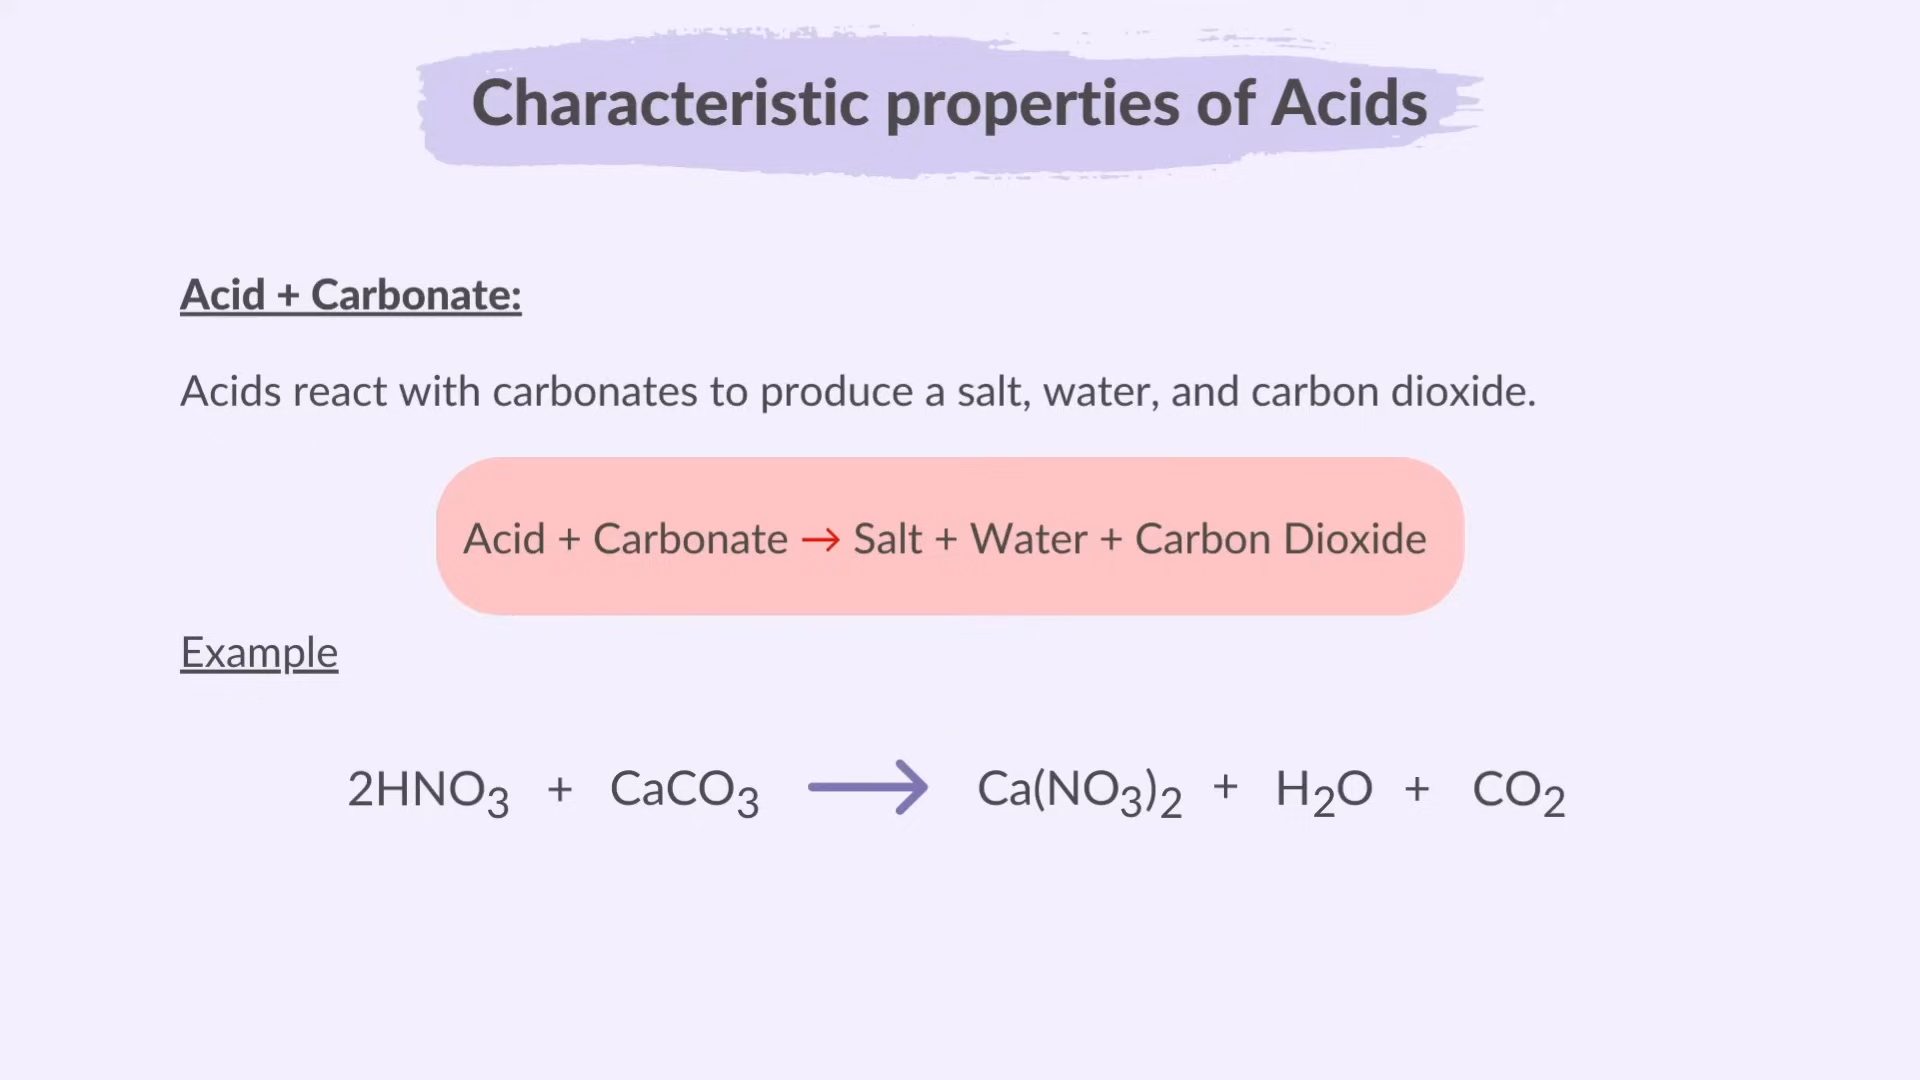 Characteristic properties of Acids
Acid + Carbonate:
Acids react with carbonates to produce a salt, water, and carbon dioxide.
Acid + Carbonate → Salt + Water + Carbon Dioxide
Example
2HNO₃ + CaCO₃ ⟶ Ca(NO₃)₂ + H₂O + CO₂